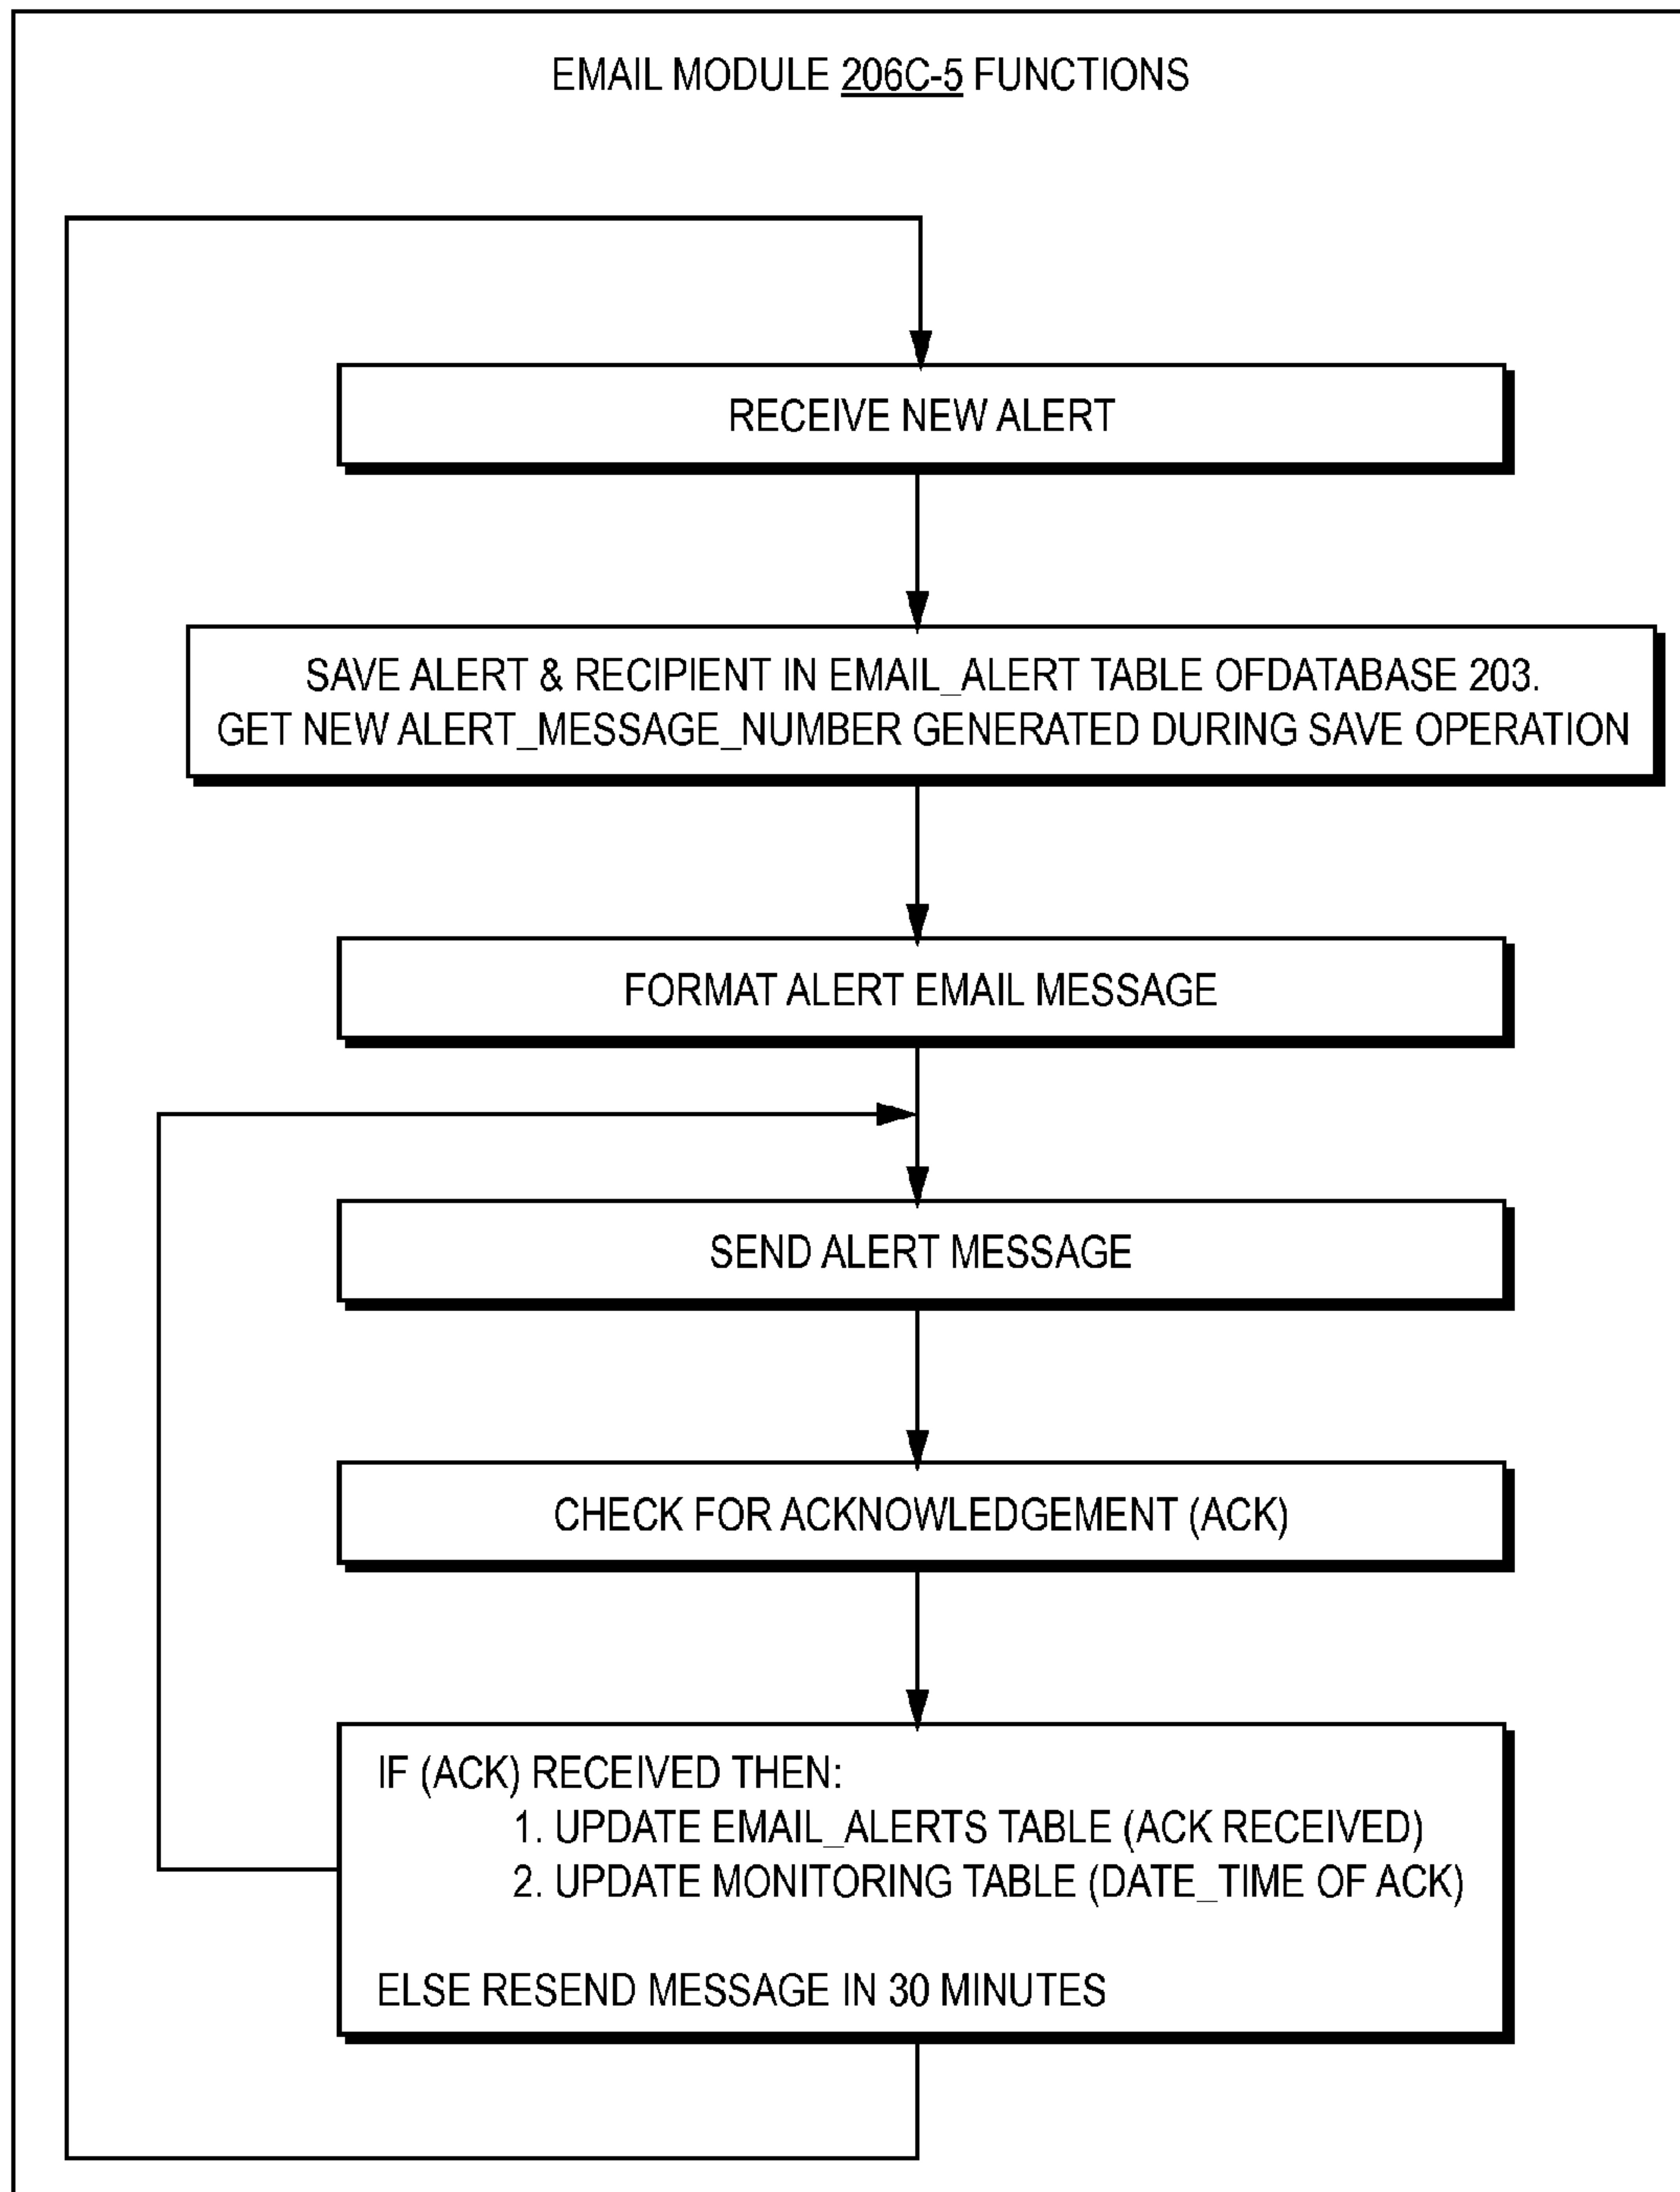 EMAIL MODULE 206C-5 FUNCTIONS
RECEIVE NEW ALERT
SAVE ALERT & RECIPIENT IN EMAIL_ALERT TABLE OFDATABASE 203.
GET NEW ALERT_MESSAGE_NUMBER GENERATED DURING SAVE OPERATION
FORMAT ALERT EMAIL MESSAGE
SEND ALERT MESSAGE
CHECK FOR ACKNOWLEDGEMENT (ACK)
IF (ACK) RECEIVED THEN:
1. UPDATE EMAIL_ALERTS TABLE (ACK RECEIVED)
2. UPDATE MONITORING TABLE (DATE_TIME OF ACK)
ELSE RESEND MESSAGE IN 30 MINUTES